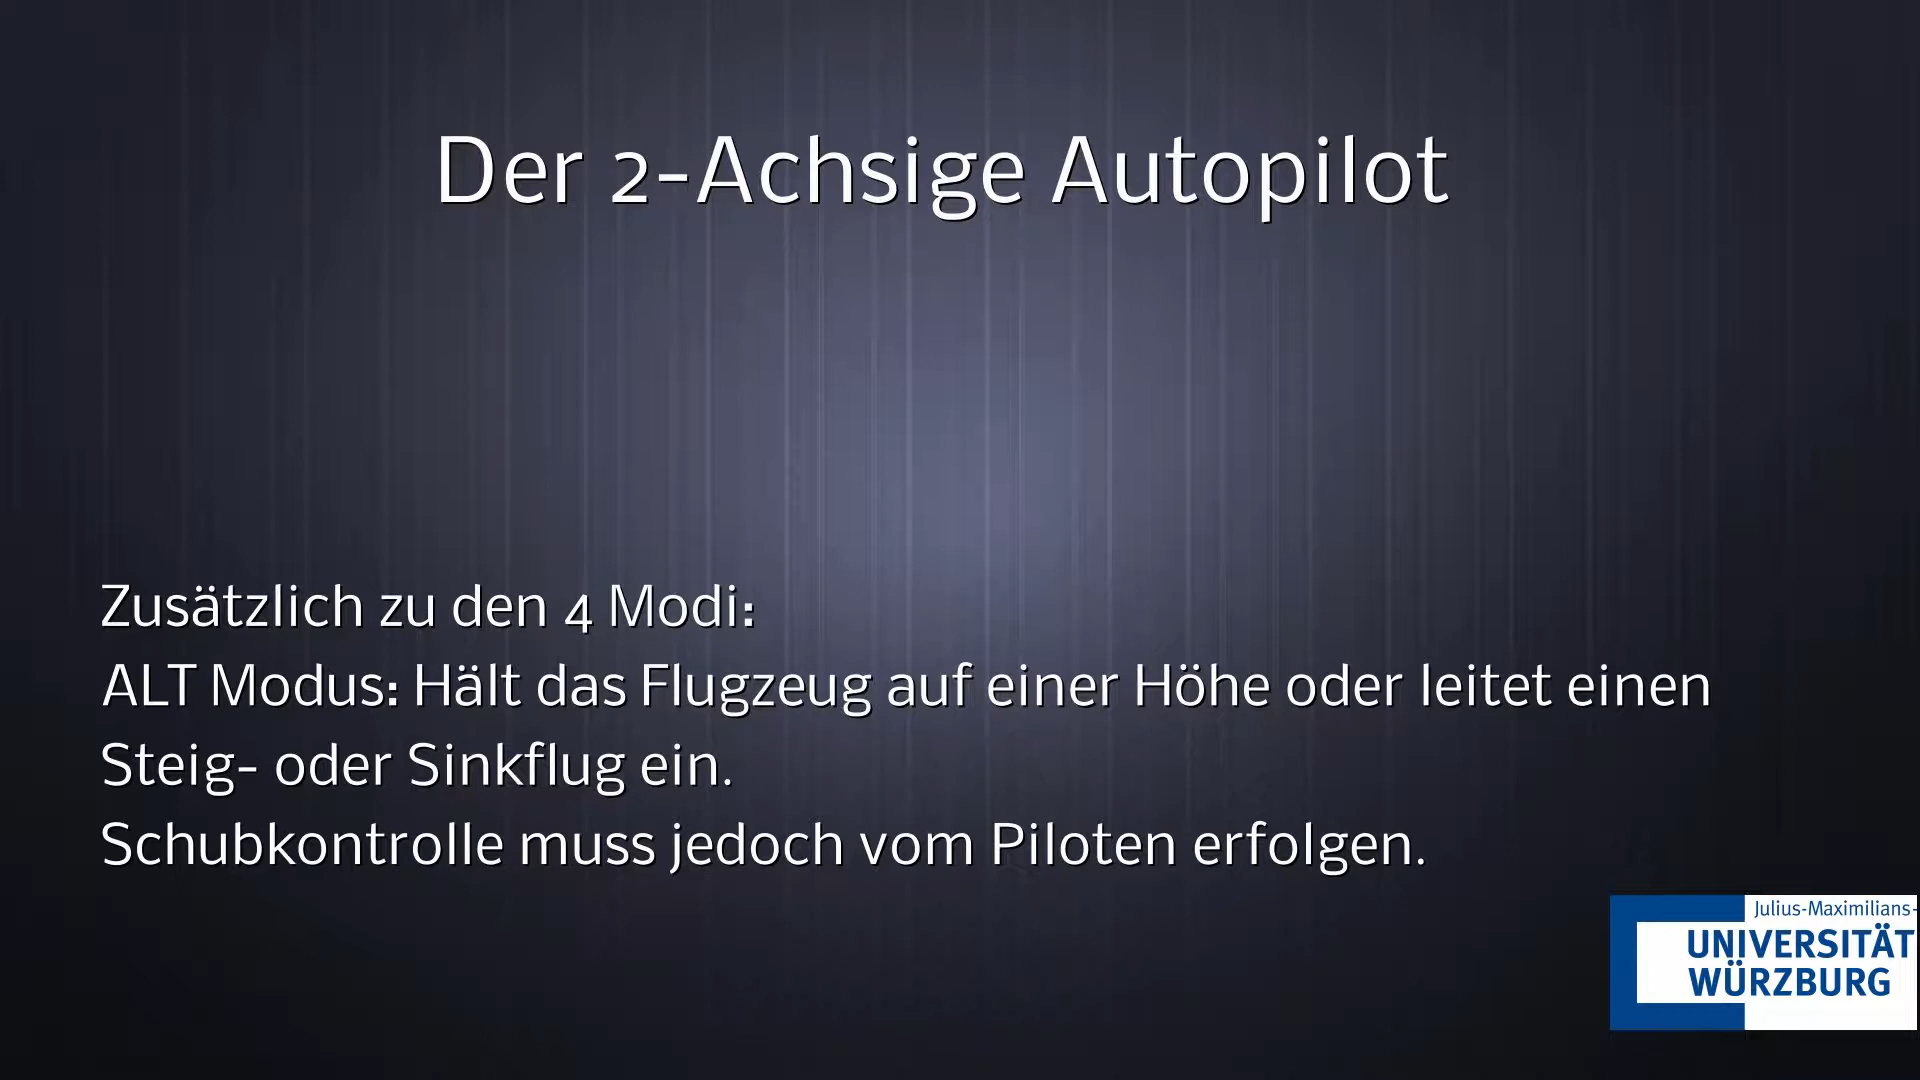 Der 2-Achsige Autopilot
Zusätzlich zu den 4 Modi:
ALT Modus: Hält das Flugzeug auf einer Höhe oder leitet einen
Steig- oder Sinkflug ein.
Schubkontrolle muss jedoch vom Piloten erfolgen.
Julius-Maximilians-
UNIVERSITÄT
WÜRZBURG